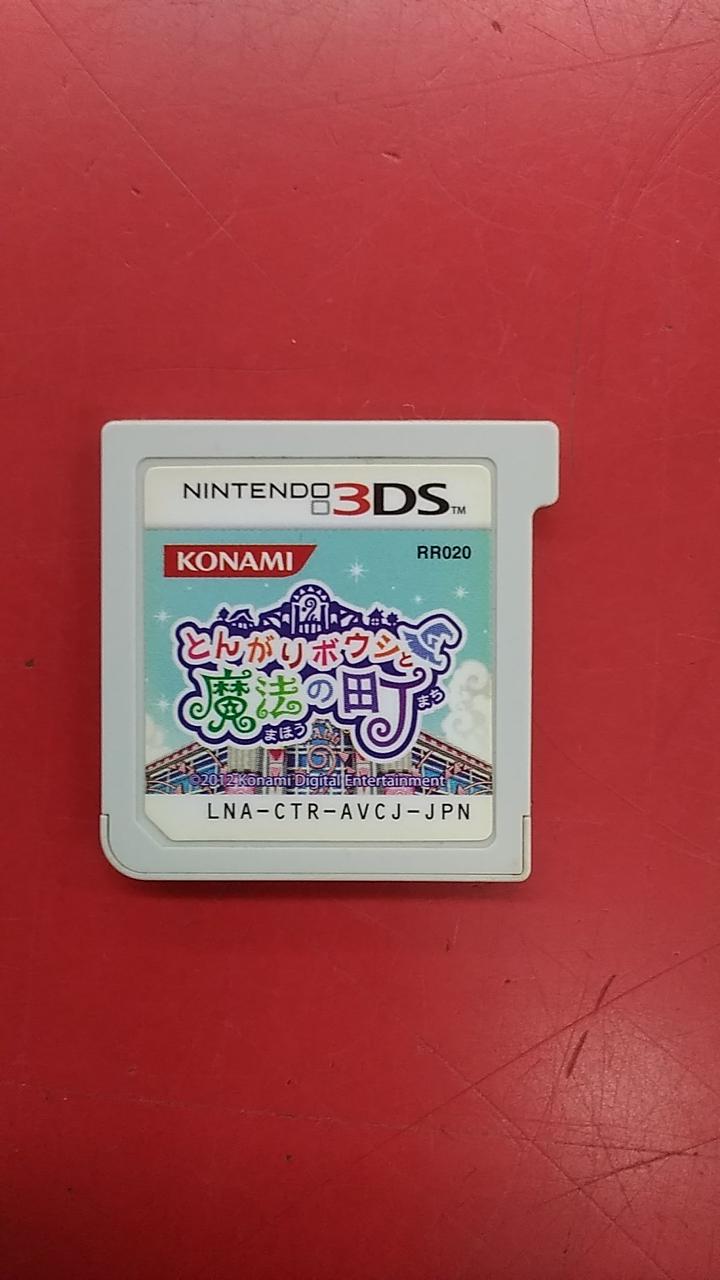 NINTENDO 3DS™
KONAMI
RR020
とんがりボウシと
魔法の町
まほう
まち
©2012 Konami Digital Entertainment
LNA-CTR-AVCJ-JPN